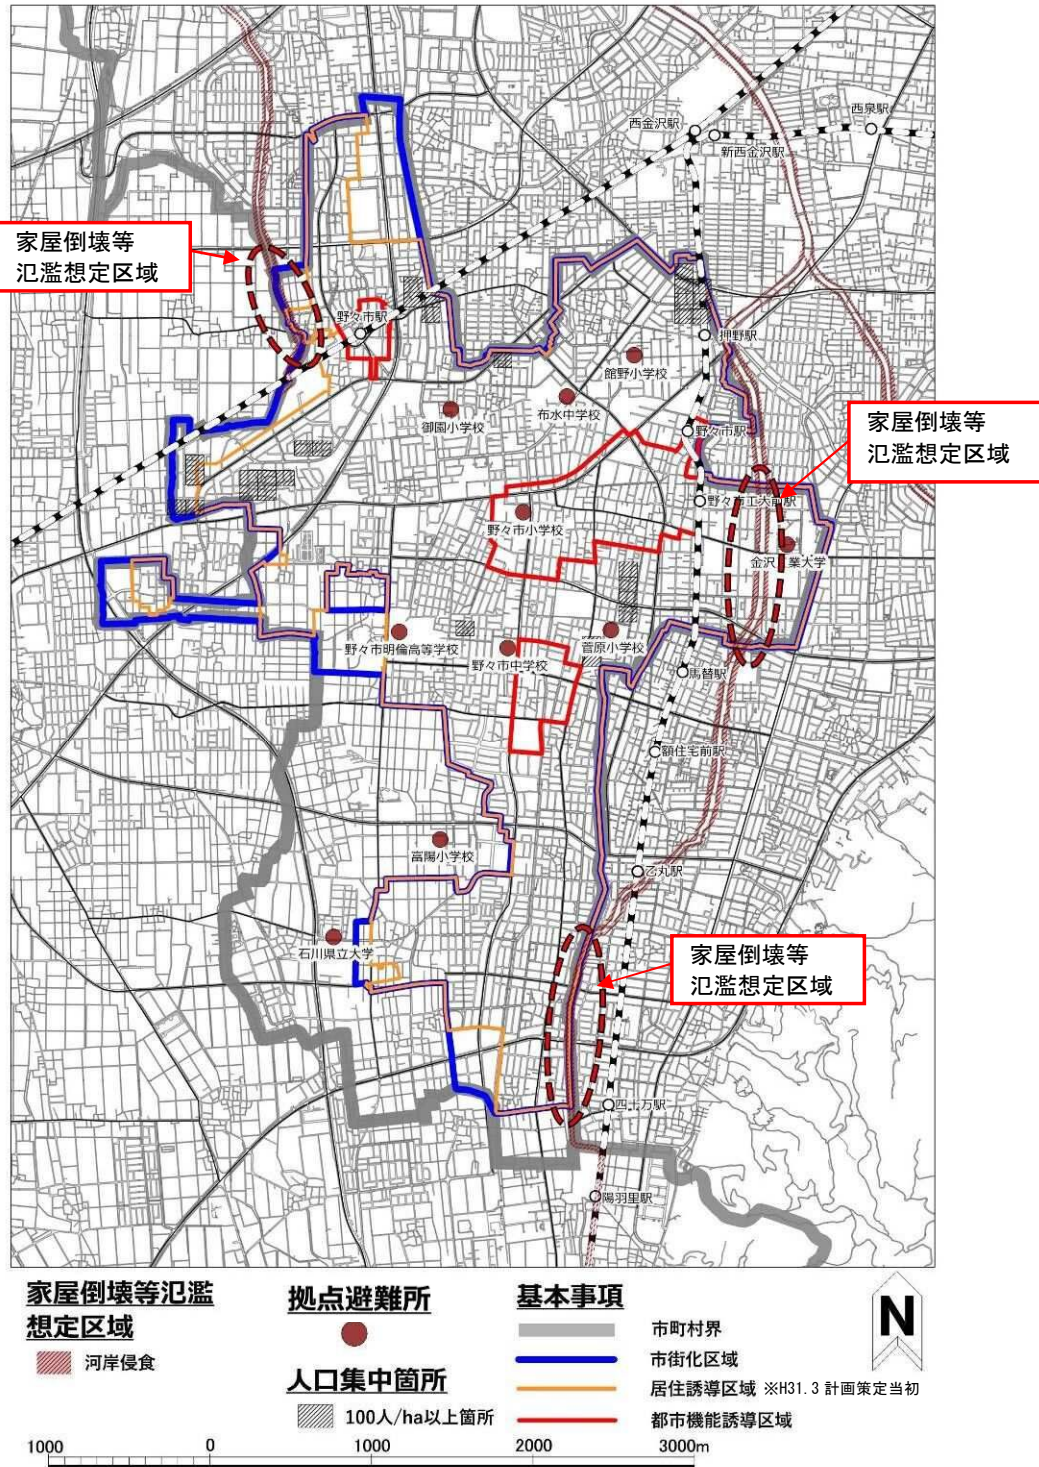 西金沢駅
西泉駅
新西金沢駅
家屋倒壊等
氾濫想定区域
野々市駅
押野駅
館野小学校
布水中学校
御園小学校
家屋倒壊等
氾濫想定区域
野々市駅
野々市工大前駅
野々市小学校
金沢 業大学
野々市明倫高等学校
野々市中学校
菅原小学校
馬替駅
額住宅前駅
富陽小学校
乙丸駅
石川県立大学
家屋倒壊等
氾濫想定区域
四十万駅
陽羽里駅
家屋倒壊等氾濫
想定区域
河岸侵食
拠点避難所
人口集中箇所
100人/ha以上箇所
基本事項
市町村界
市街化区域
居住誘導区域 ※H31.3 計画策定当初
都市機能誘導区域
N
1000 0 1000 2000 3000m